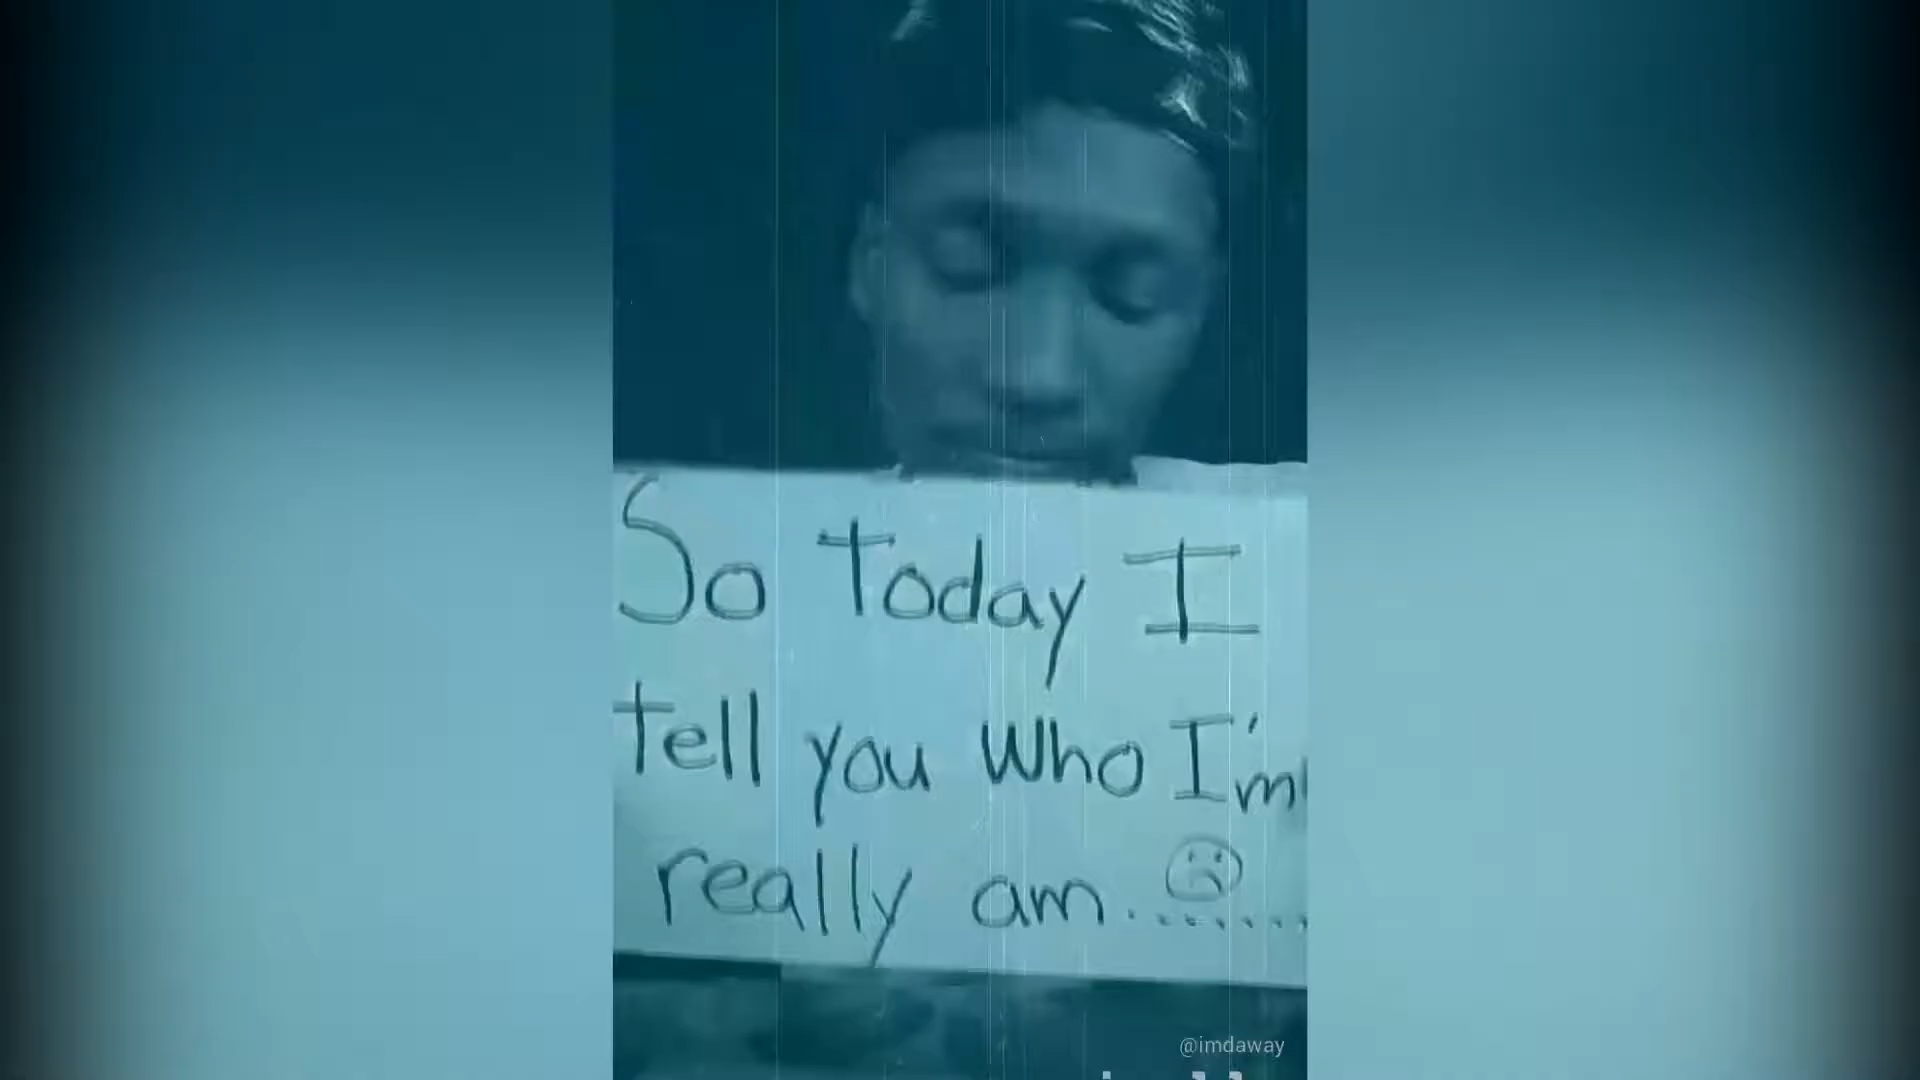 So Today I
tell you who I'm
really am........
@imdaway